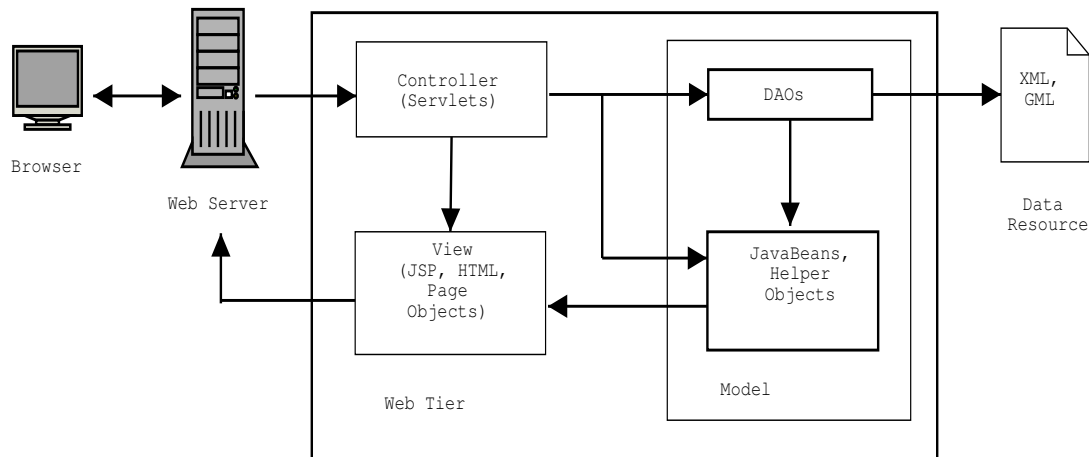 Browser
Web Server
Controller
(Servlets)
View
(JSP, HTML,
Page
Objects)
Web Tier
DAOs
JavaBeans,
Helper
Objects
Model
XML,
GML
Data
Resource